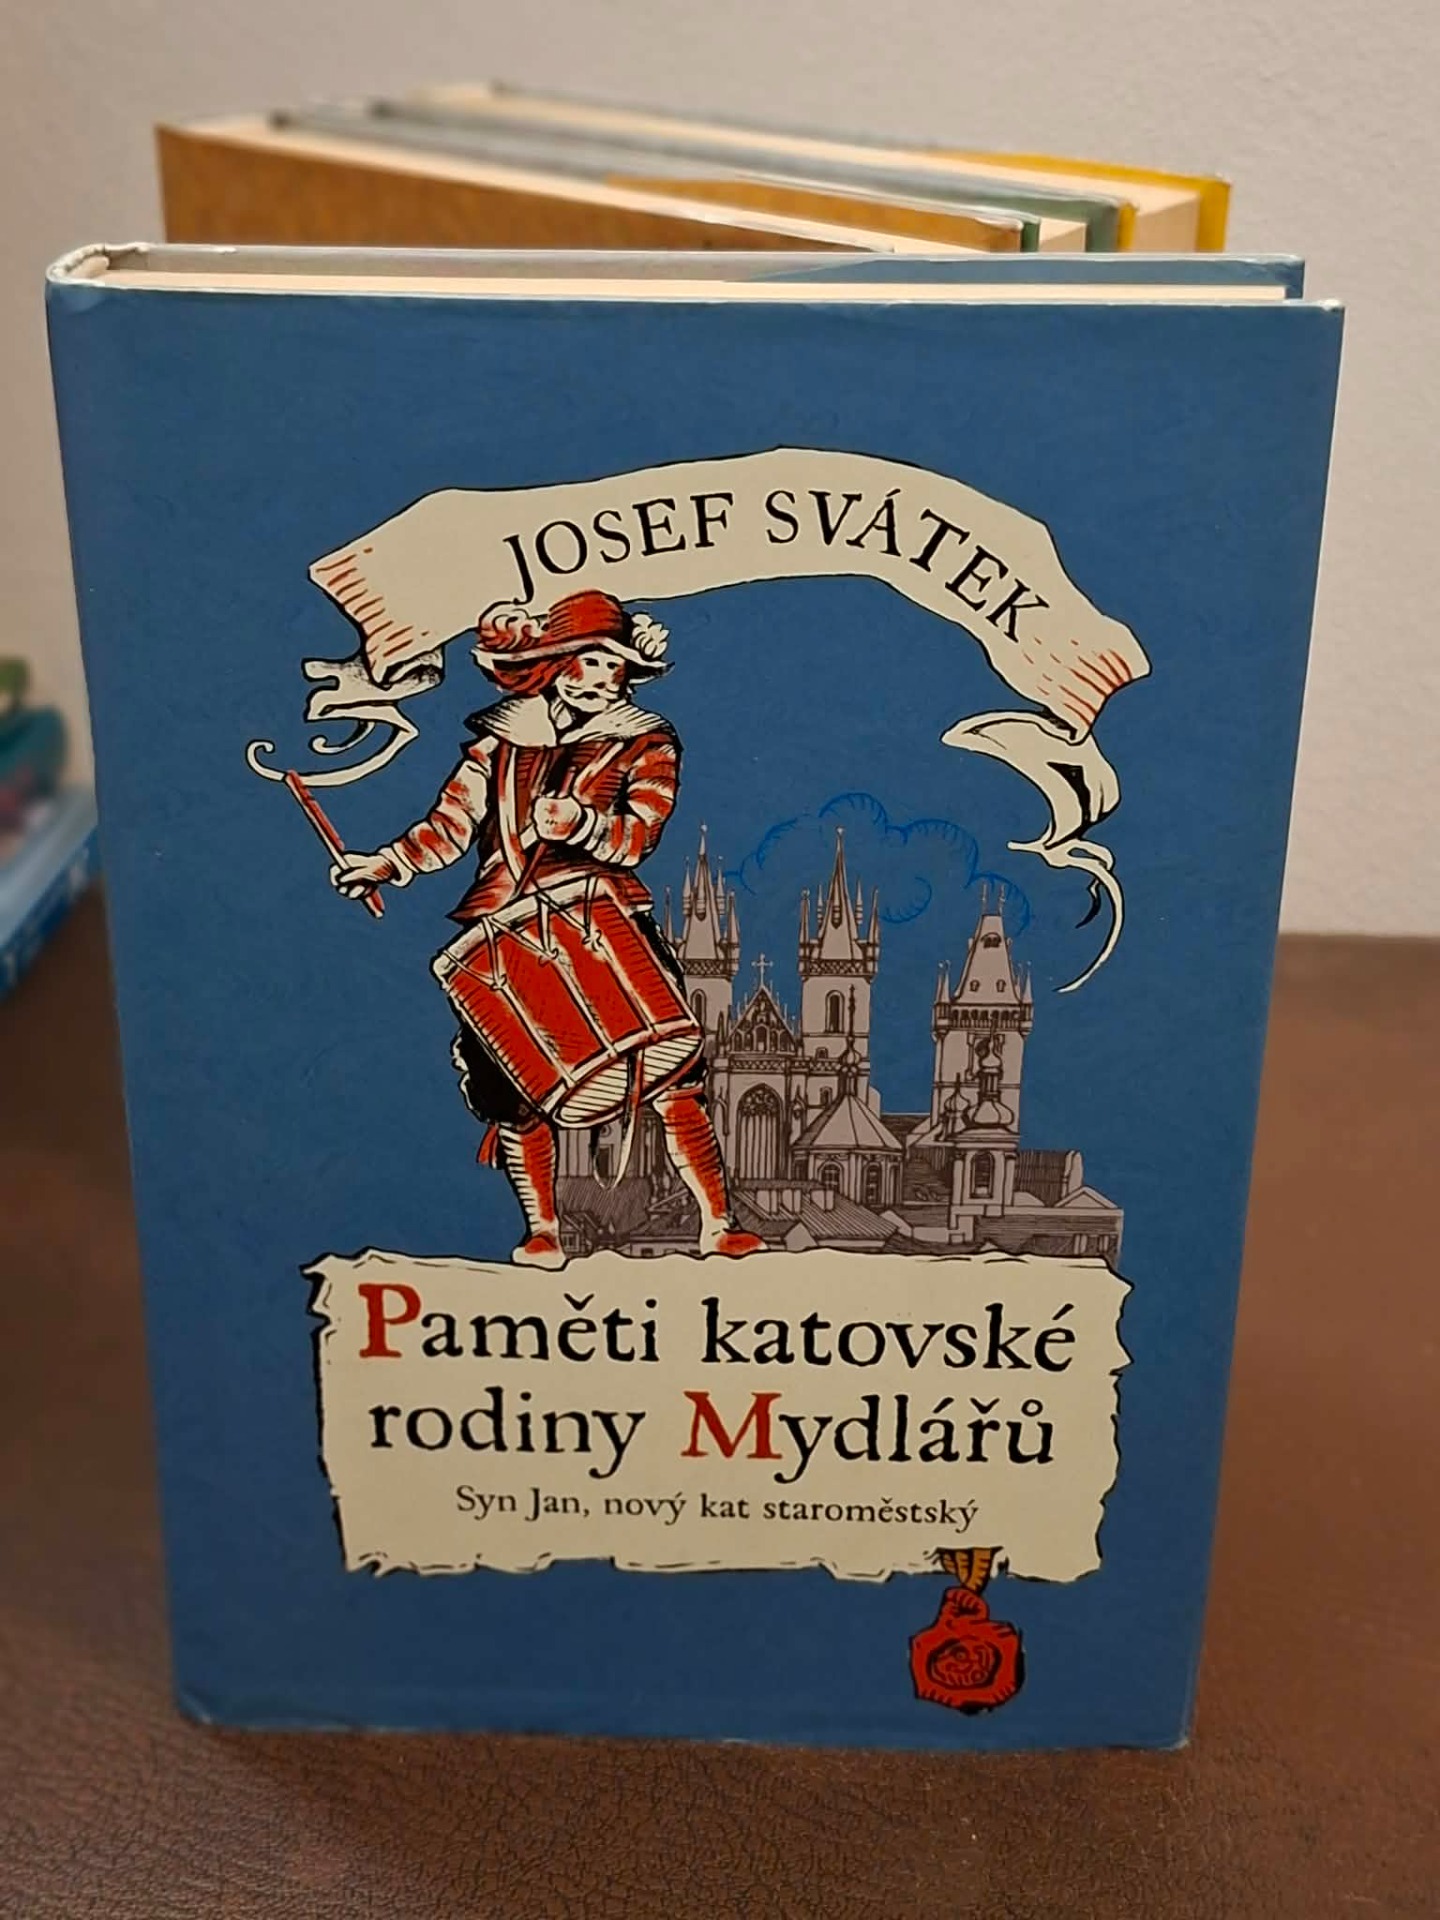 JOSEF SVÁTEK
Paměti katovské
rodiny Mydlářů
Syn Jan, nový kat staroměstský